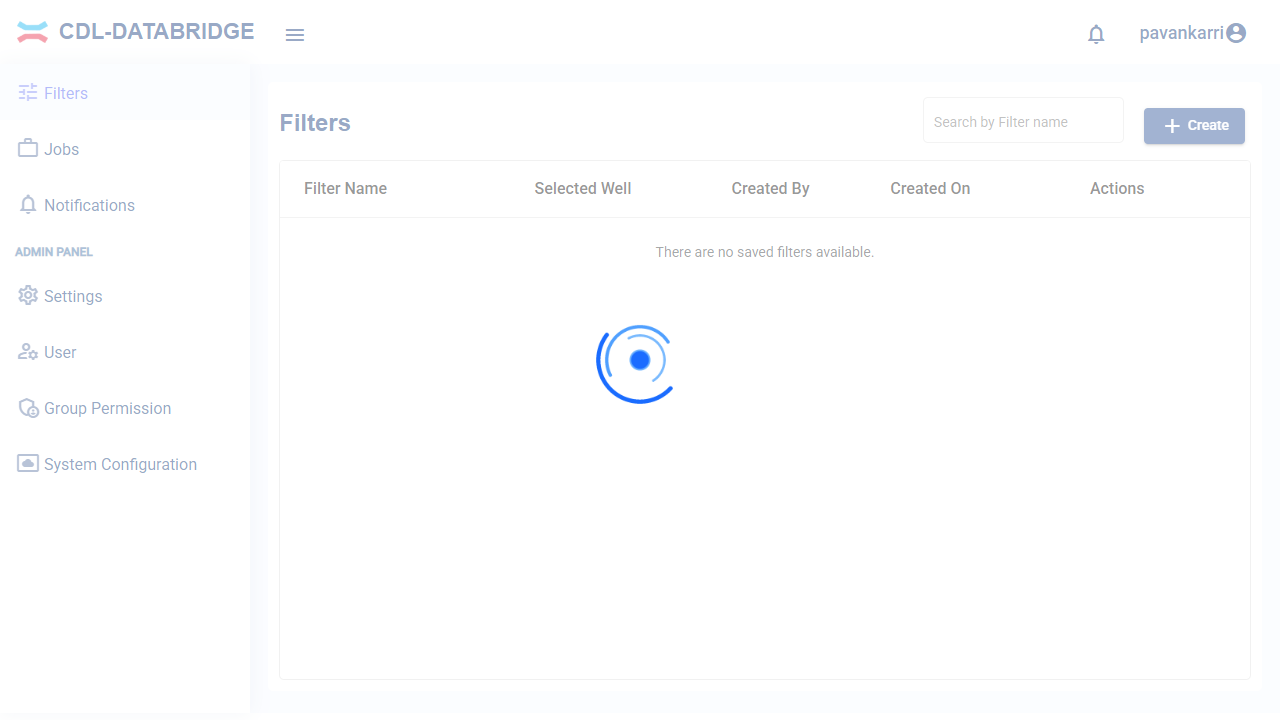 CDL-DATABRIDGE
pavankarri
Filters
Jobs
Notifications
ADMIN PANEL
Settings
User
Group Permission
System Configuration
Filters
Search by Filter name
Create
Filter Name Selected Well Created By Created On Actions
There are no saved filters available.